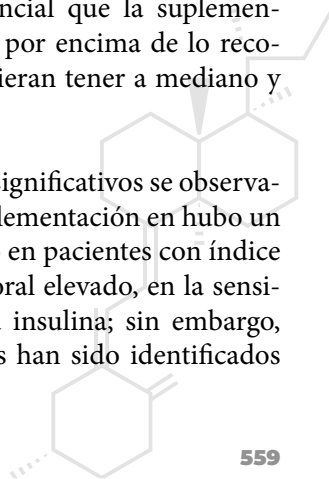 ncial que la suplemen-
por encima de lo reco-
ieran tener a mediano y
significativos se observa-
lementación en hubo un
en pacientes con índice
oral elevado, en la sensi-
insulina; sin embargo,
s han sido identificados
559